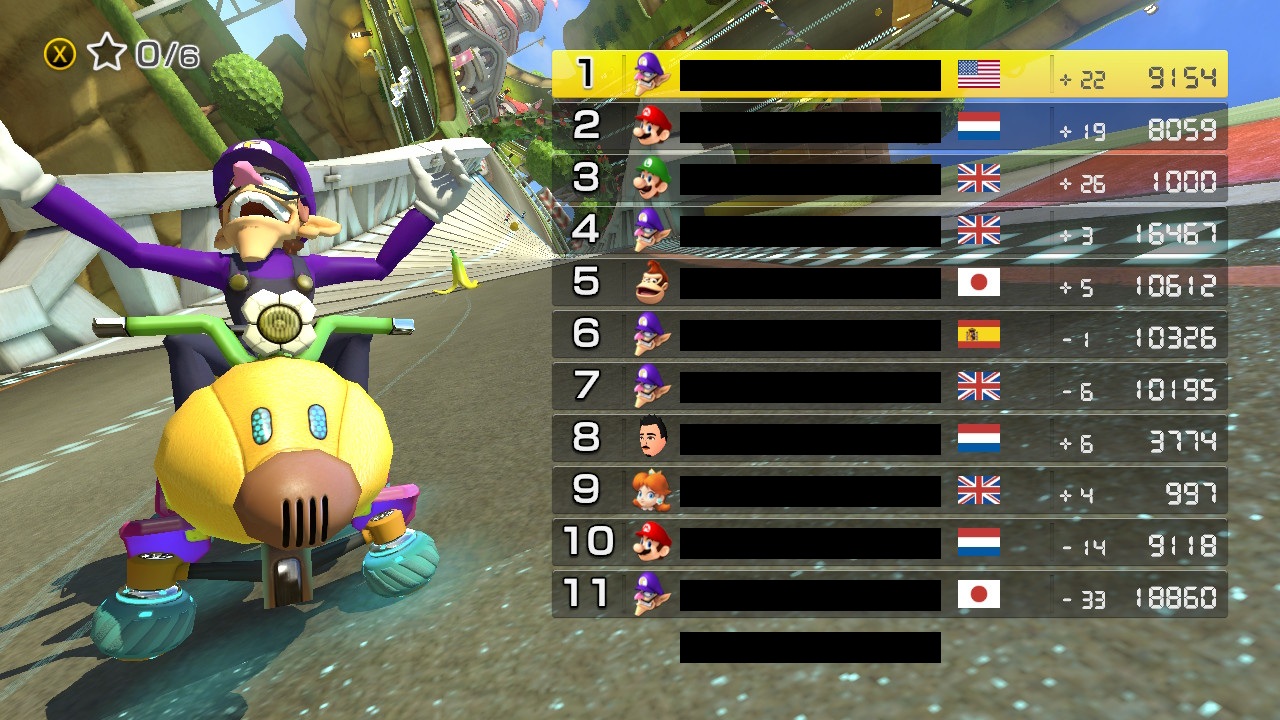 X 0/6
1 + 22 9154
2 + 19 8059
3 + 26 1000
4 + 3 16467
5 + 5 10612
6 - 1 10326
7 - 6 10195
8 + 6 3774
9 + 4 997
10 - 14 9118
11 - 33 18860